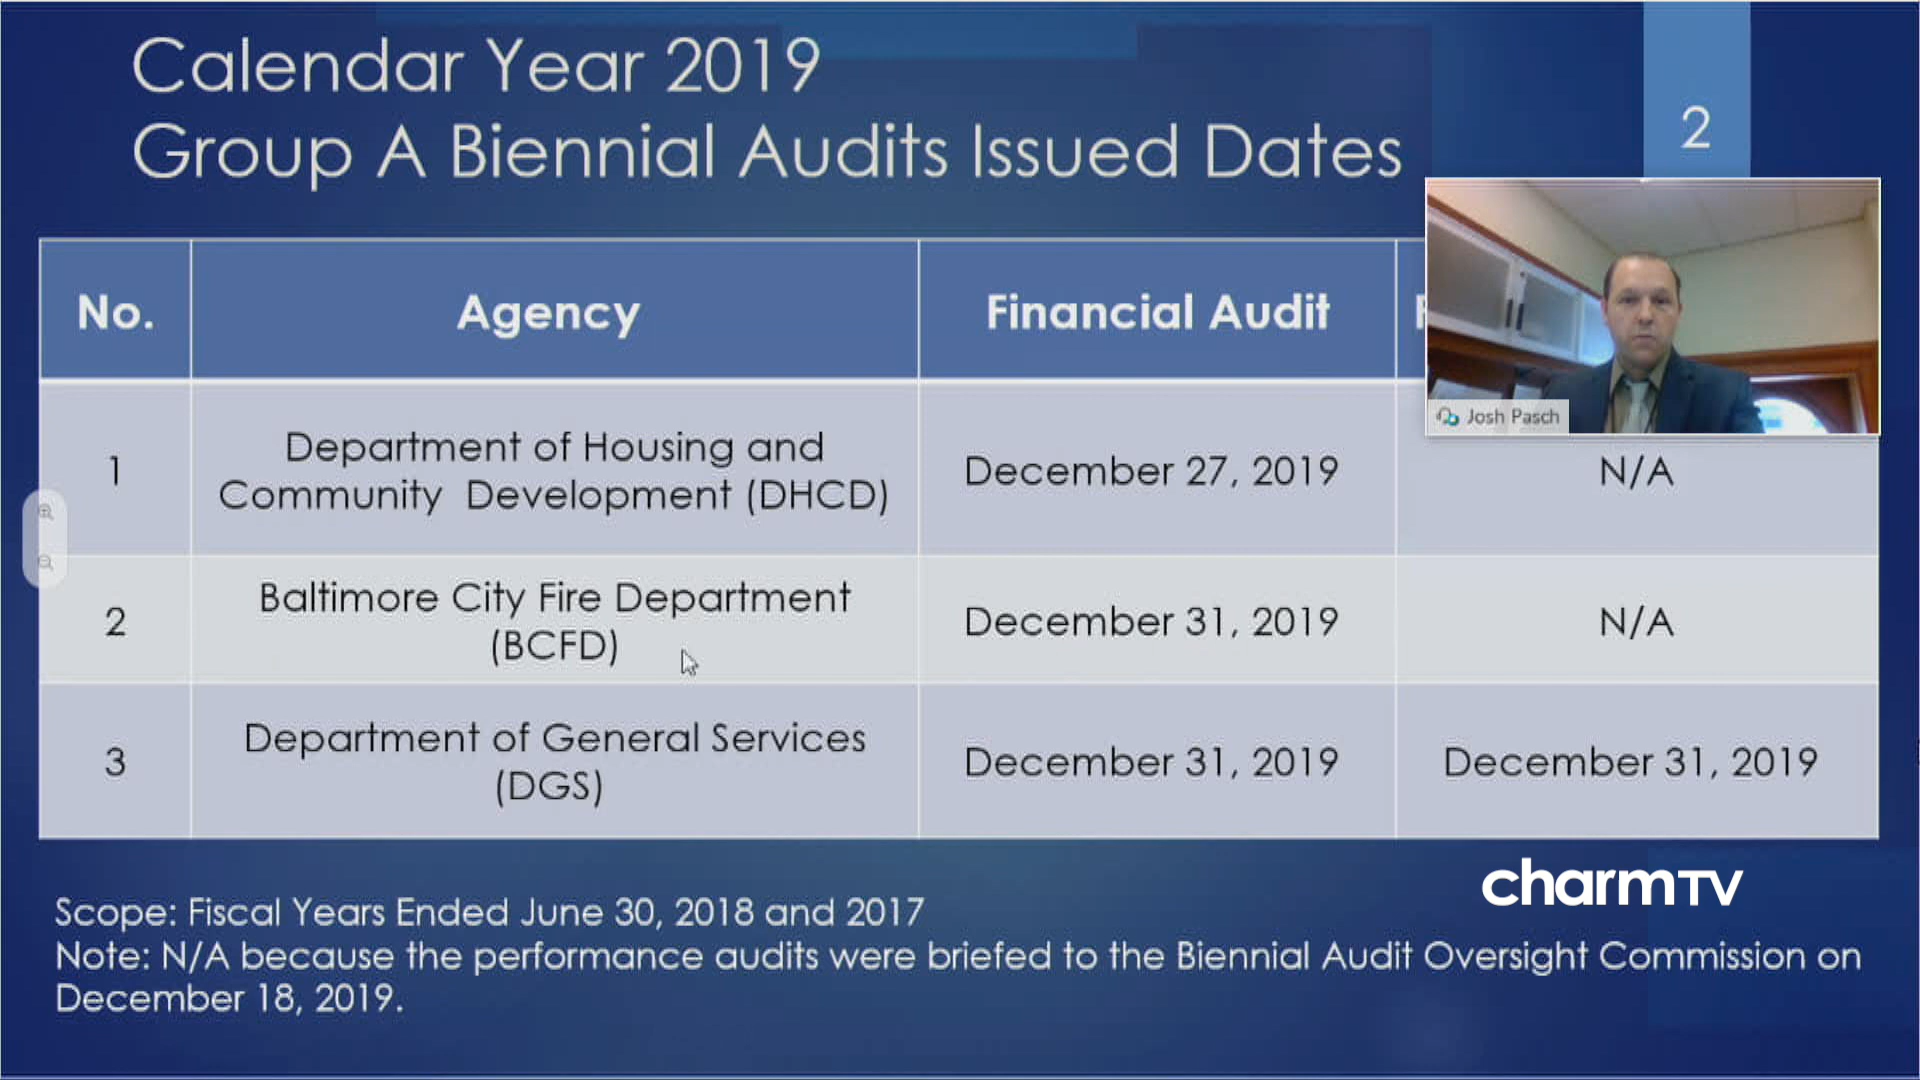 Calendar Year 2019
Group A Biennial Audits Issued Dates
2
No.
Agency
Financial Audit
Josh Pasch
1
Department of Housing and
Community Development (DHCD)
December 27, 2019
N/A
2
Baltimore City Fire Department
(BCFD)
December 31, 2019
N/A
3
Department of General Services
(DGS)
December 31, 2019
December 31, 2019
charmTV
Scope: Fiscal Years Ended June 30, 2018 and 2017
Note: N/A because the performance audits were briefed to the Biennial Audit Oversight Commission on
December 18, 2019.